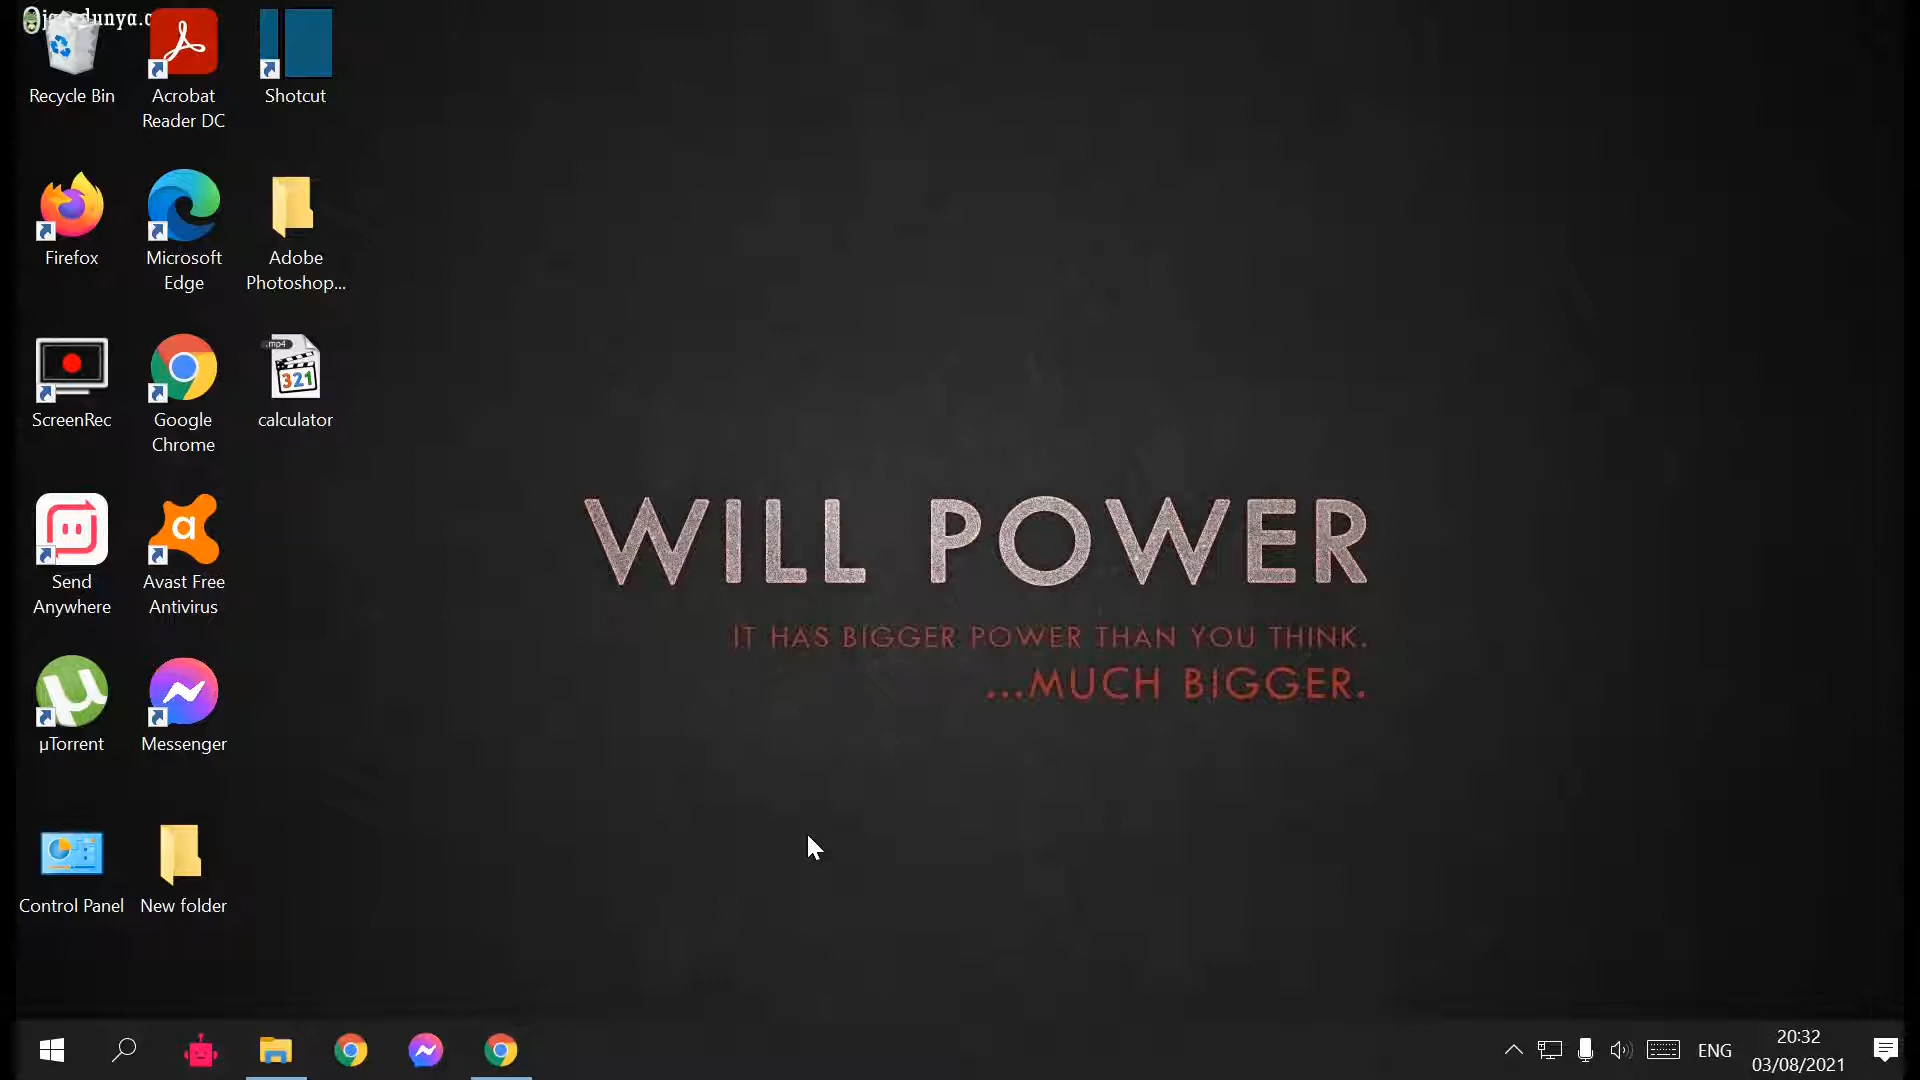 Recycle Bin
Acrobat
Reader DC
Shotcut
Firefox
Microsoft
Edge
Adobe
Photoshop...
ScreenRec
Google
Chrome
.mp4
321
calculator
Send
Anywhere
a
Avast Free
Antivirus
WILL POWER
IT HAS BIGGER POWER THAN YOU THINK.
...MUCH BIGGER.
µ
µTorrent
Messenger
Control Panel
New folder
ENG
20:32
03/08/2021